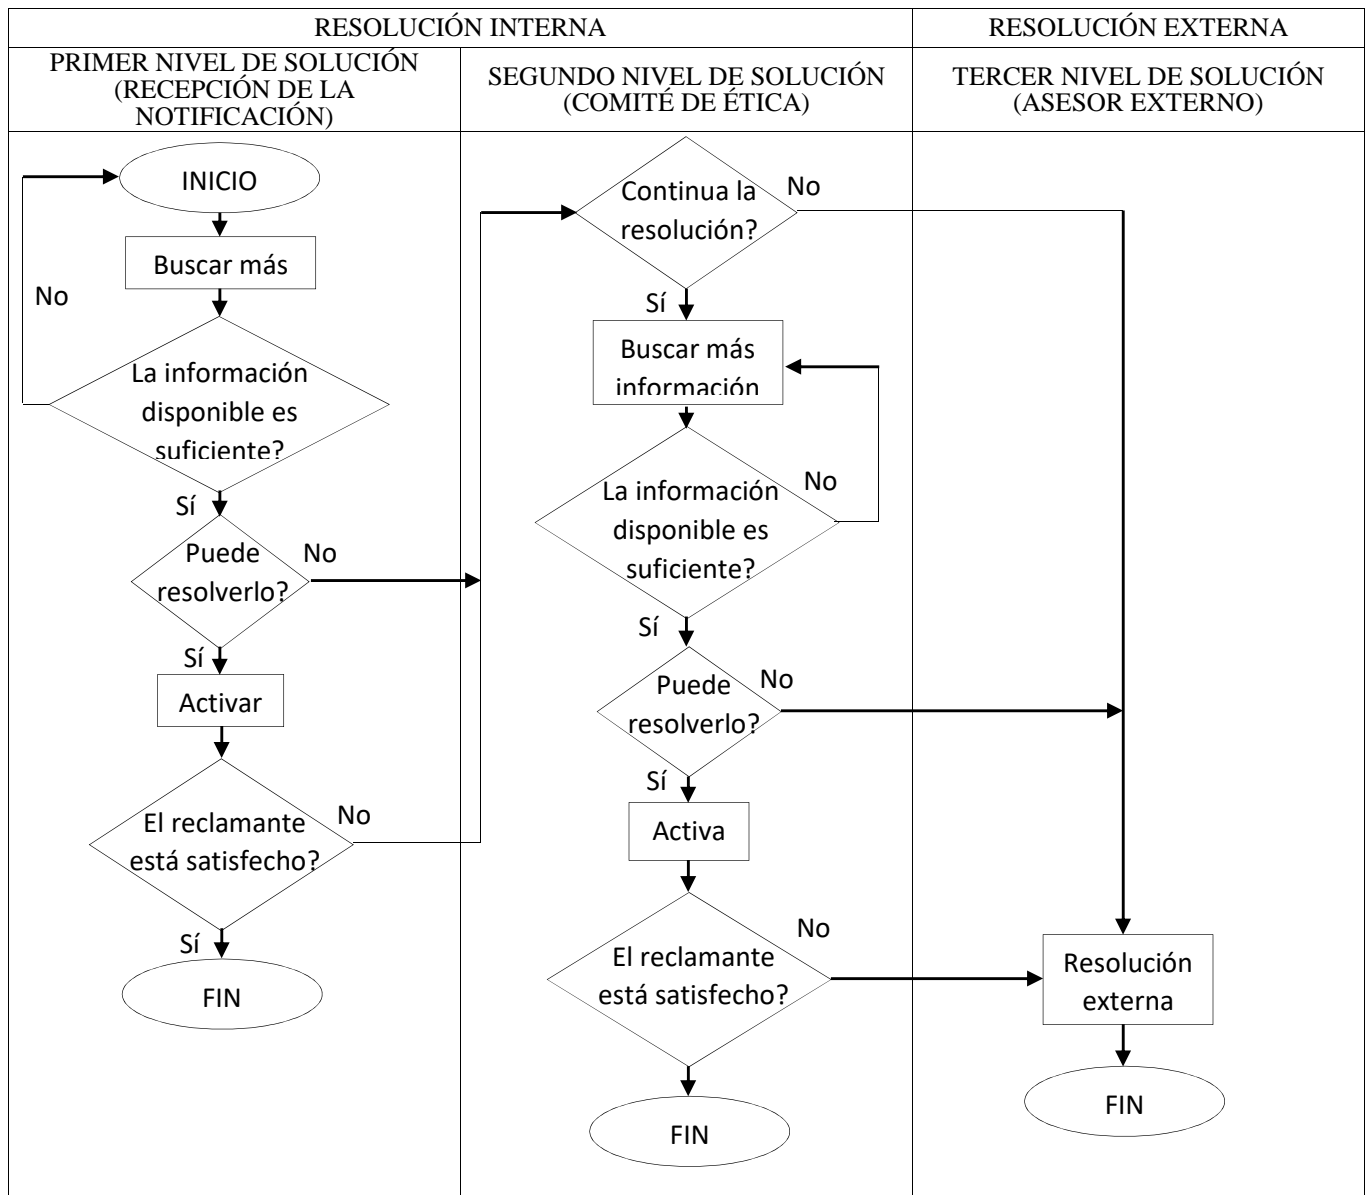 RESOLUCIÓN INTERNA
RESOLUCIÓN EXTERNA
PRIMER NIVEL DE SOLUCIÓN
(RECEPCIÓN DE LA
NOTIFICACIÓN)
SEGUNDO NIVEL DE SOLUCIÓN
(COMITÉ DE ÉTICA)
TERCER NIVEL DE SOLUCIÓN
(ASESOR EXTERNO)
INICIO
Buscar más
No
La información
disponible es
suficiente?
Sí
Puede
resolverlo?
No
Sí
Activar
El reclamante
está satisfecho?
No
Sí
FIN
Continua la
resolución?
No
Sí
Buscar más
información
La información
disponible es
suficiente?
No
Sí
Puede
resolverlo?
No
Sí
Activa
El reclamante
está satisfecho?
No
FIN
Resolución
externa
FIN